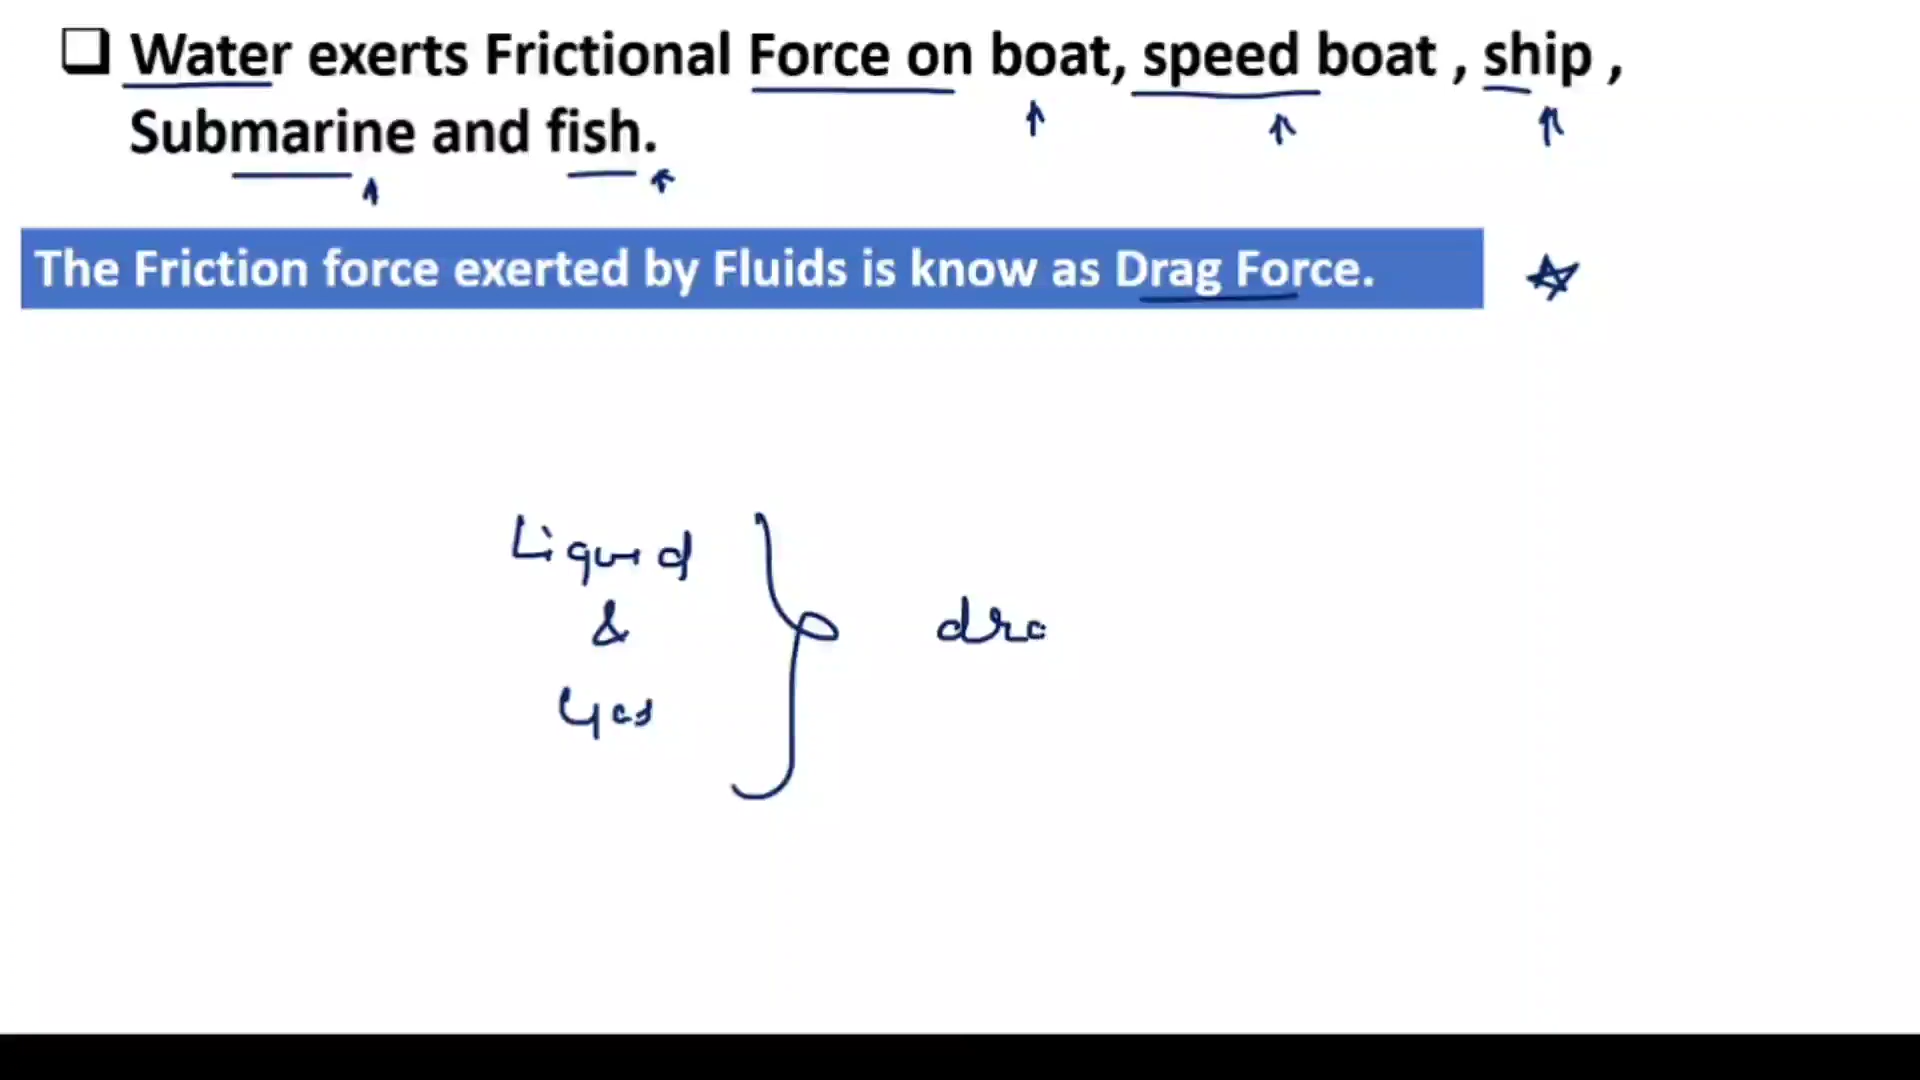 Water exerts Frictional Force on boat, speed boat , ship ,
Submarine and fish.
The Friction force exerted by Fluids is know as Drag Force.
Liquid
&
Gas
dra